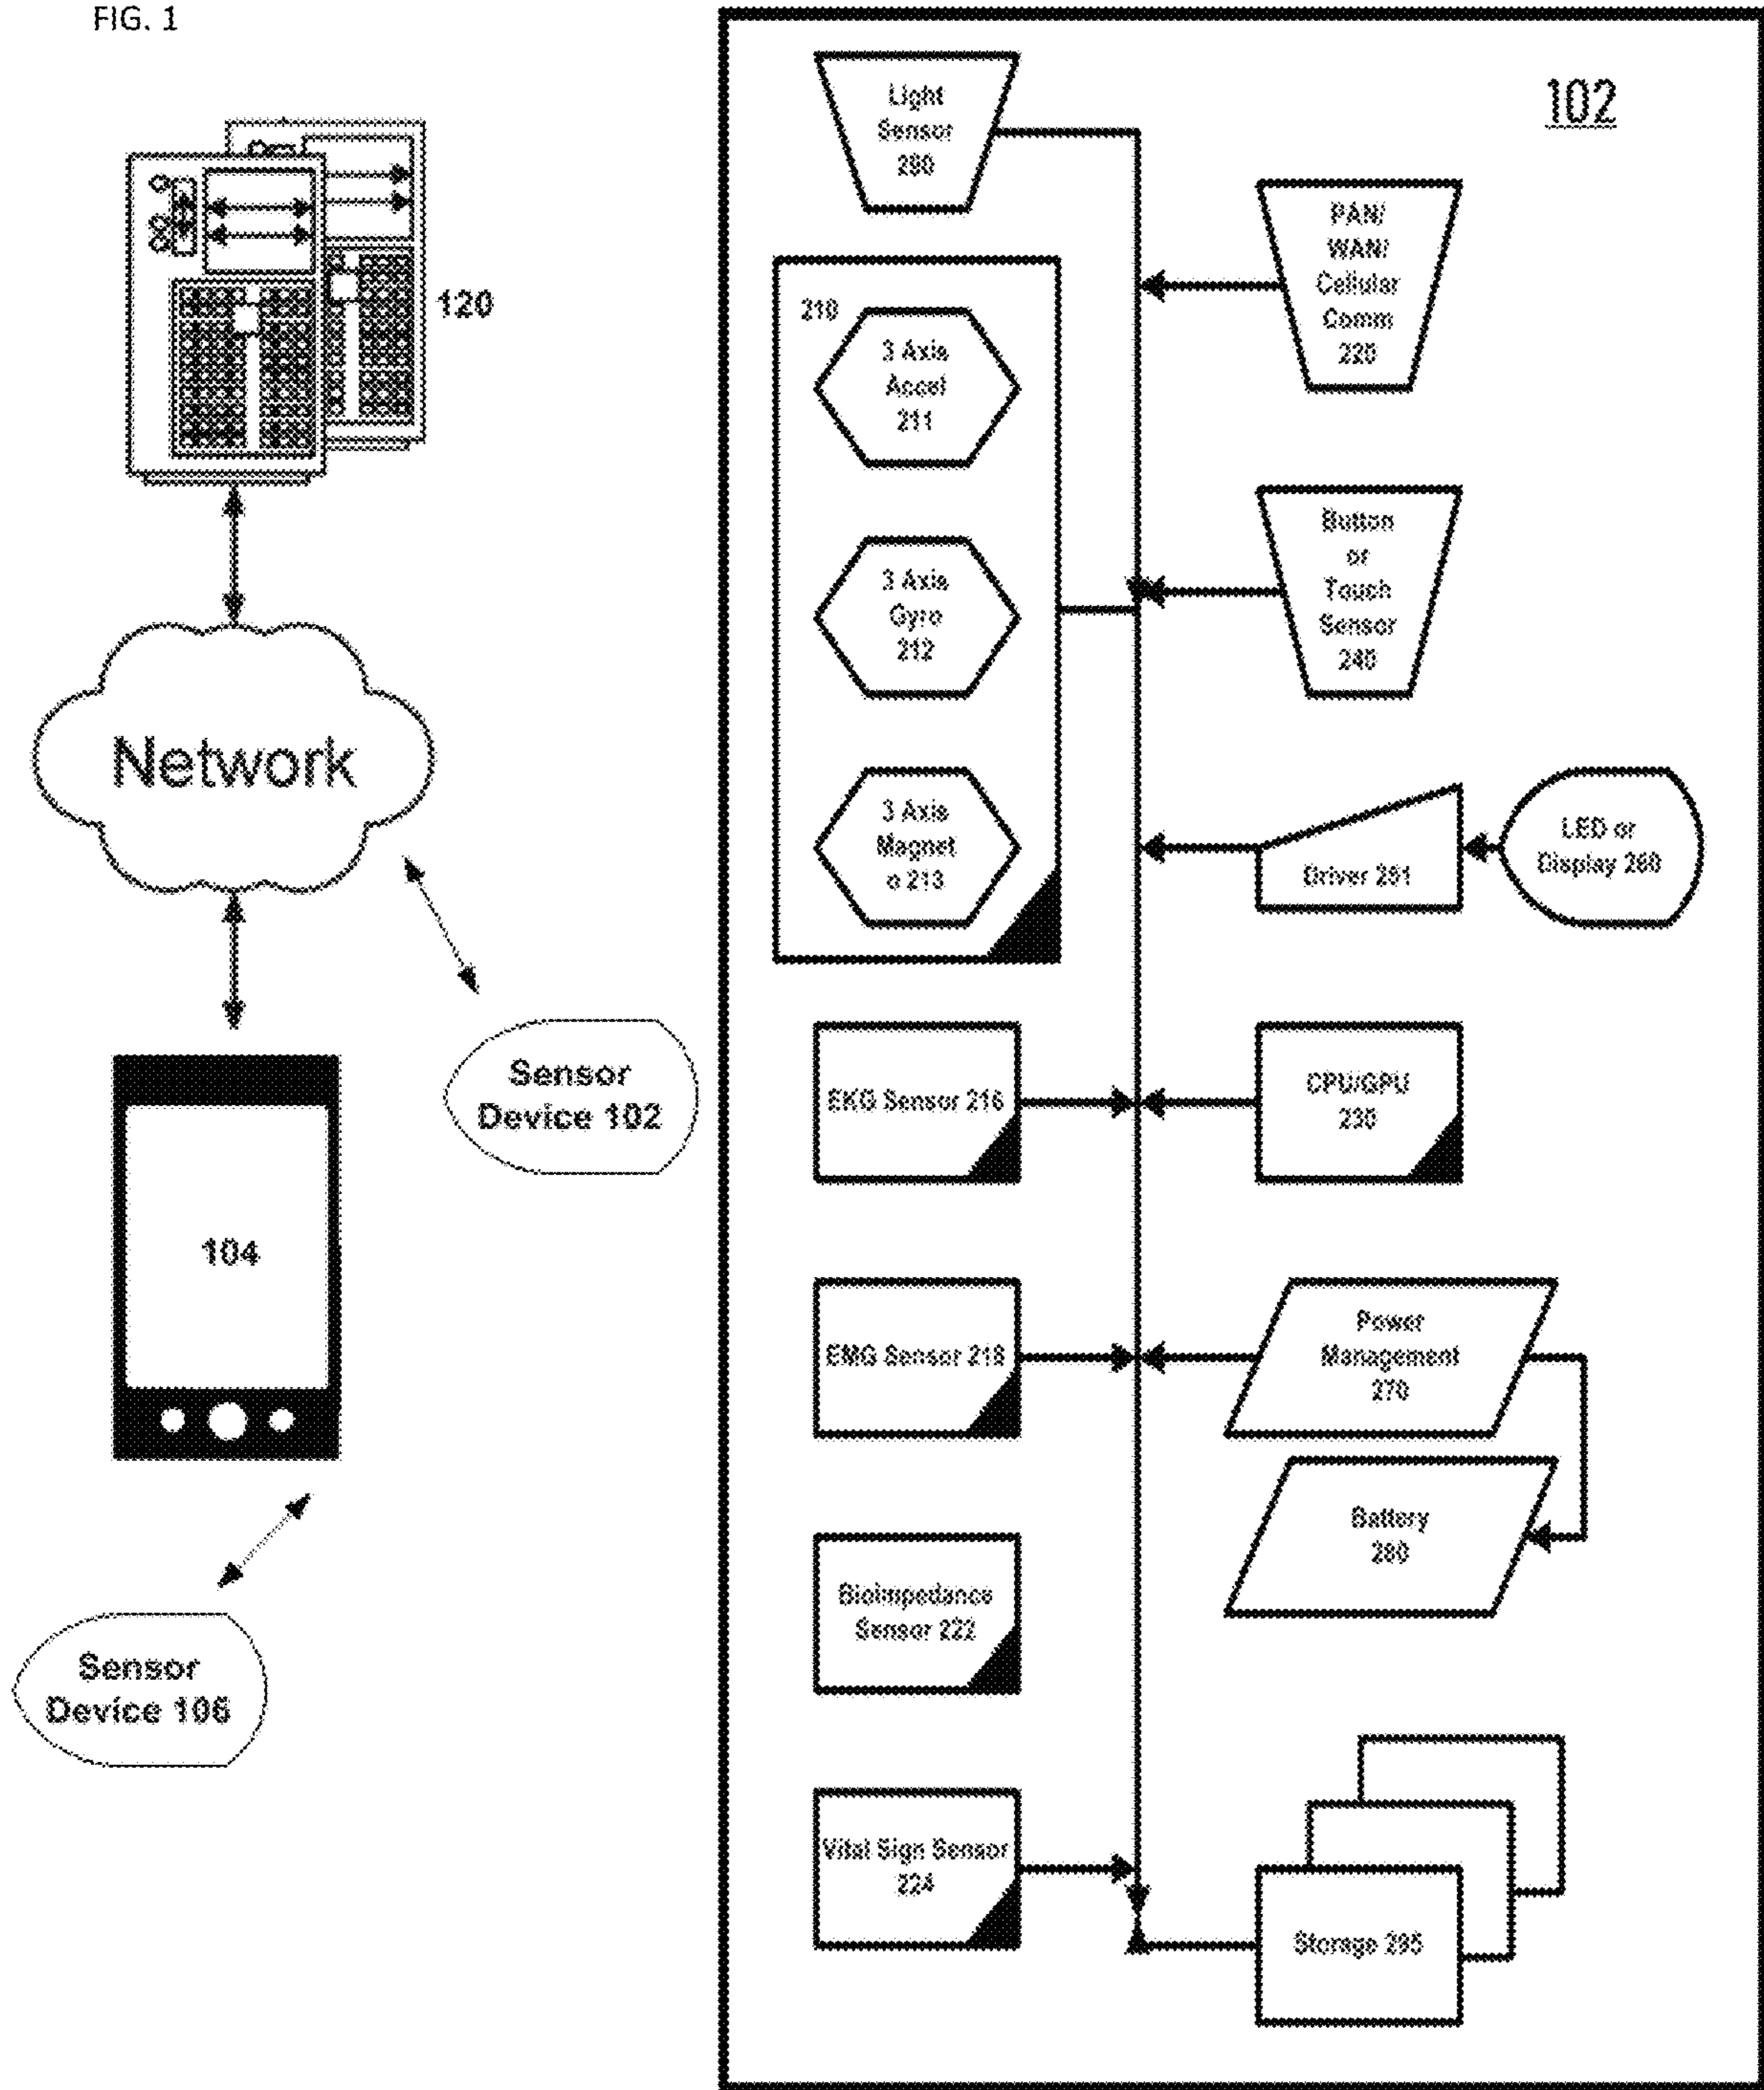 FIG. 1
120
Network
Sensor
Device 102
104
Sensor
Device 106
102
Light
Sensor
290
PAN/
WAN/
Cellular
Comm
220
210
3 Axis
Accel
211
3 Axis
Gyro
212
3 Axis
Magnet
o 213
Button
or
Touch
Sensor
240
Driver 251
LED or
Display 260
EKG Sensor 216
CPU/GPU
230
EMG Sensor 218
Power
Management
270
Battery
280
Bioimpedance
Sensor 222
Vital Sign Sensor
224
Storage 295